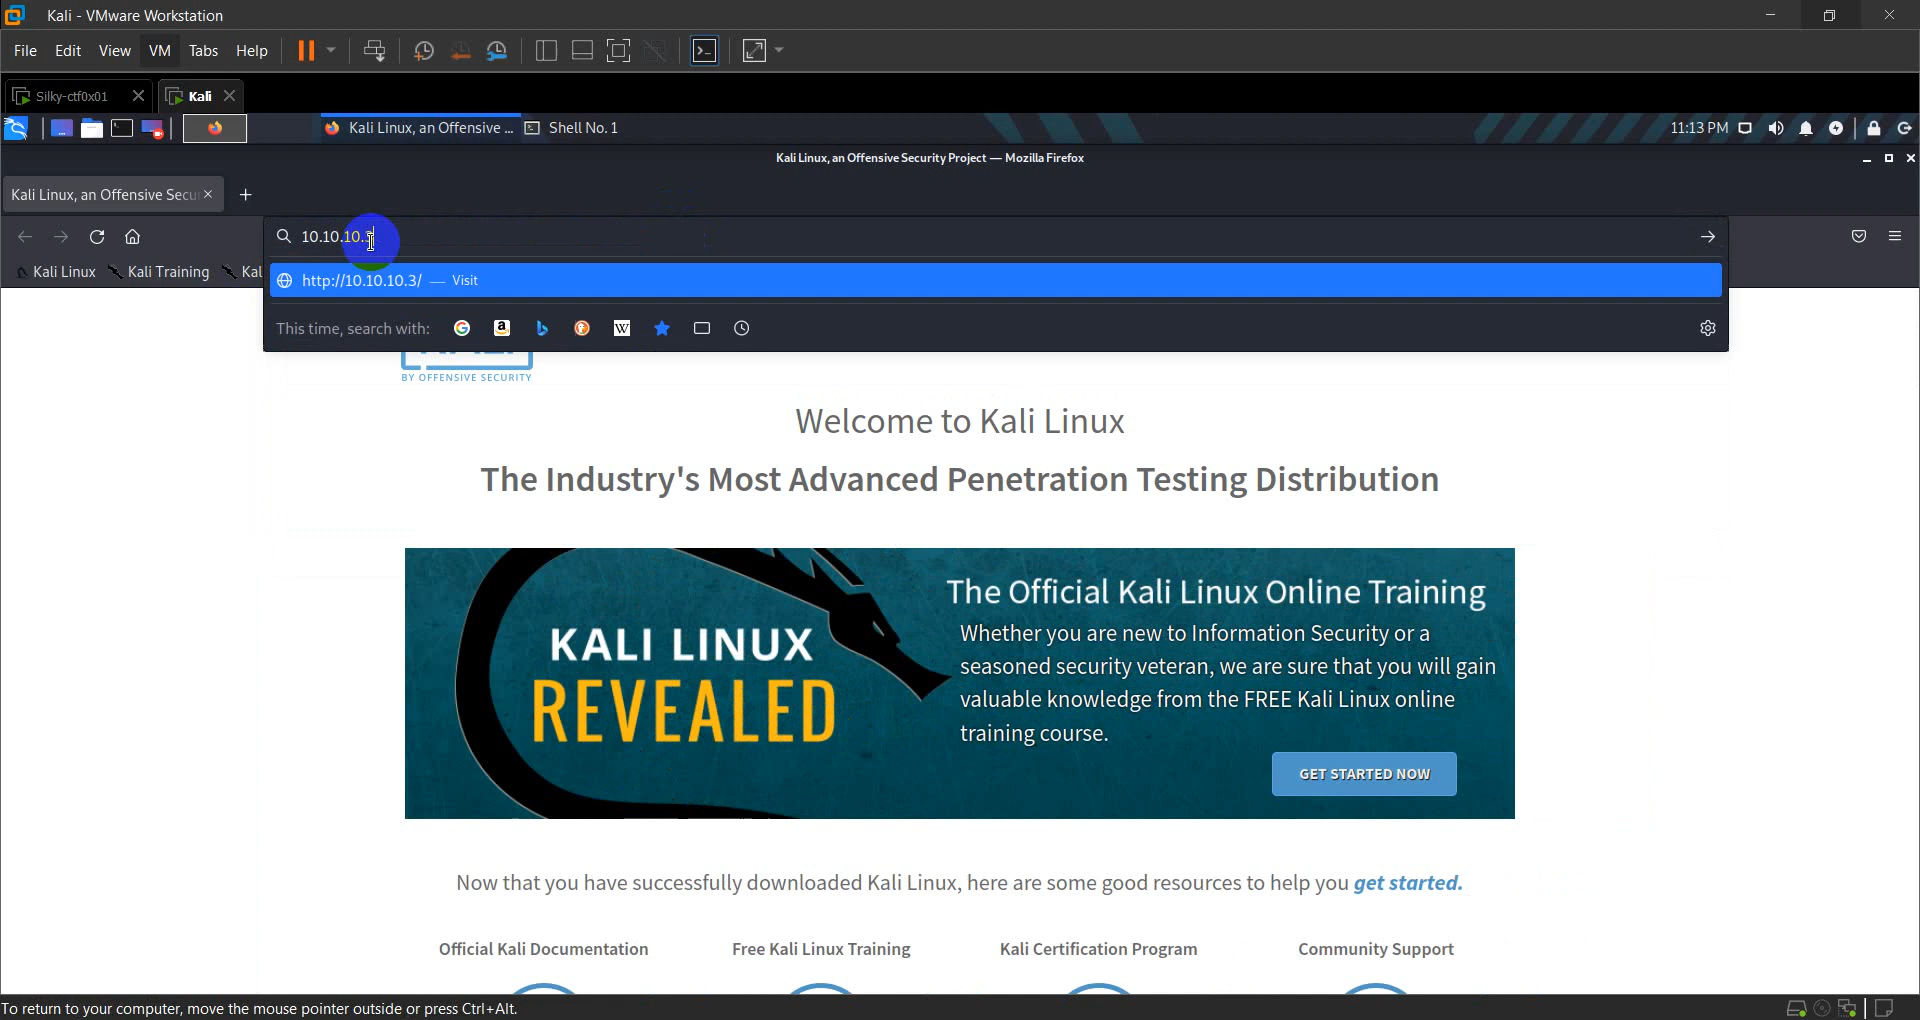 Kali - VMware Workstation
File Edit View VM Tabs Help
Silky-ctf0x01 Kali
Kali Linux, an Offensive ... Shell No. 1 11:13 PM
Kali Linux, an Offensive Security Project — Mozilla Firefox
Kali Linux, an Offensive Secu
10.10.10.3
Kali Linux Kali Training Kal
http://10.10.10.3/ — Visit
This time, search with:
BY OFFENSIVE SECURITY
Welcome to Kali Linux
The Industry's Most Advanced Penetration Testing Distribution
KALI LINUX
REVEALED
The Official Kali Linux Online Training
Whether you are new to Information Security or a
seasoned security veteran, we are sure that you will gain
valuable knowledge from the FREE Kali Linux online
training course.
GET STARTED NOW
Now that you have successfully downloaded Kali Linux, here are some good resources to help you get started.
Official Kali Documentation Free Kali Linux Training Kali Certification Program Community Support
To return to your computer, move the mouse pointer outside or press Ctrl+Alt.